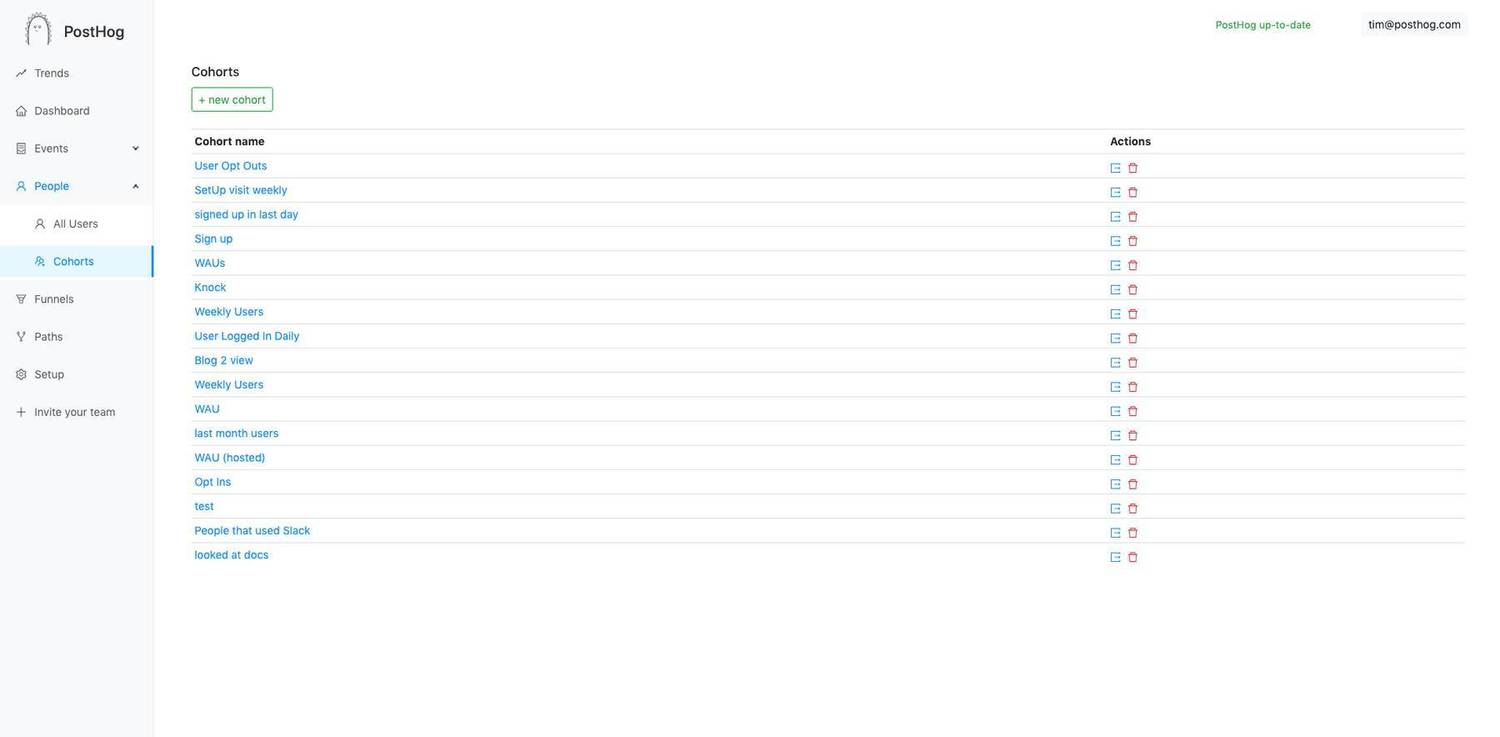 PostHog
PostHog up-to-date
tim@posthog.com
Trends
Dashboard
Events
People
All Users
Cohorts
Funnels
Paths
Setup
Invite your team
Cohorts
+ new cohort
Cohort name Actions
User Opt Outs
SetUp visit weekly
signed up in last day
Sign up
WAUs
Knock
Weekly Users
User Logged In Daily
Blog 2 view
Weekly Users
WAU
last month users
WAU (hosted)
Opt Ins
test
People that used Slack
looked at docs